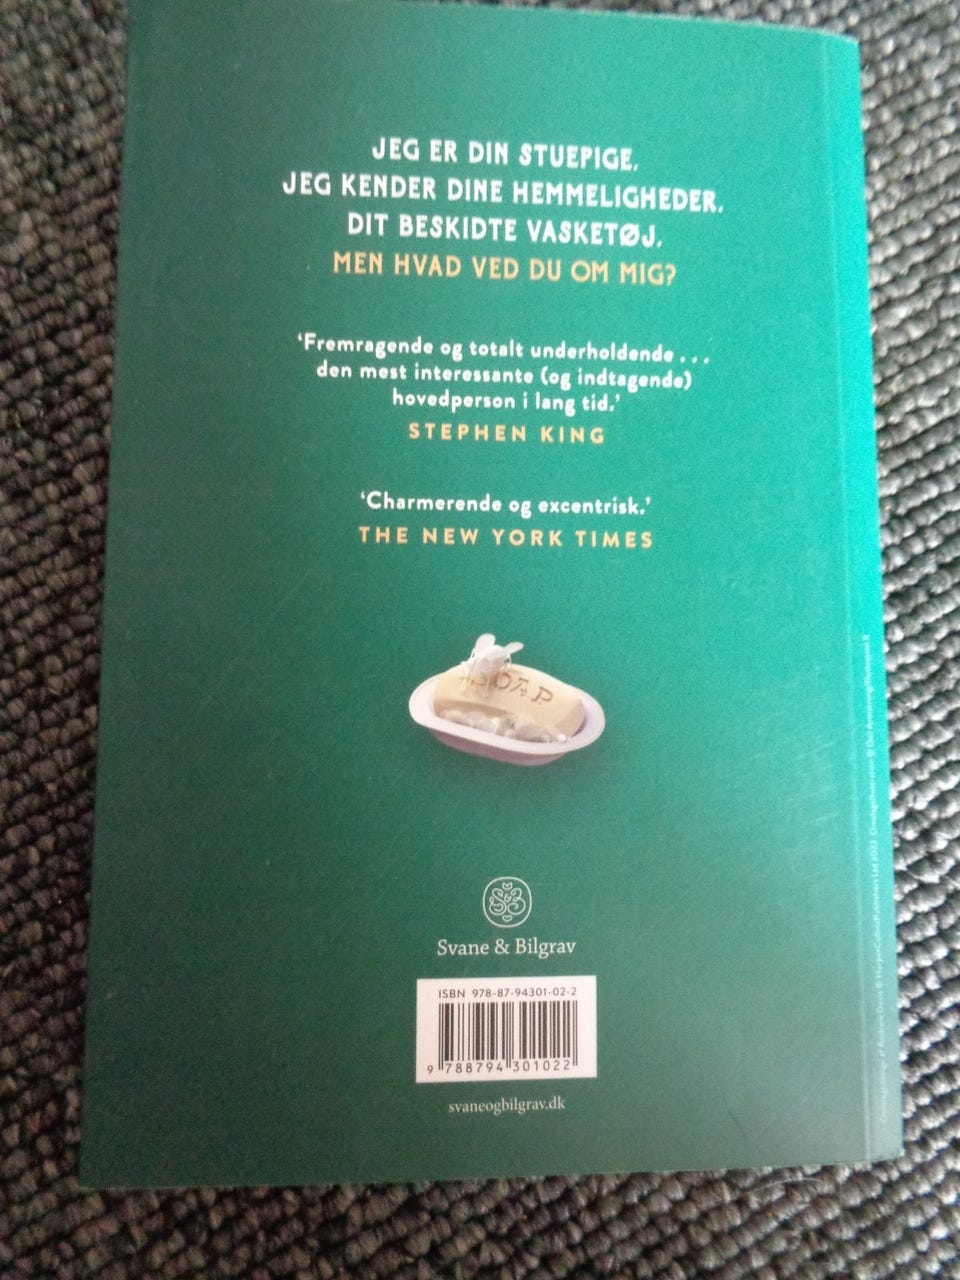 JEG ER DIN STUEPIGE.
JEG KENDER DINE HEMMELIGHEDER.
DIT BESKIDTE VASKETØJ.
MEN HVAD VED DU OM MIG?
‘Fremragende og totalt underholdende . . .
den mest interessante (og indtagende)
hovedperson i lang tid.’
STEPHEN KING
‘Charmerende og excentrisk.’
THE NEW YORK TIMES
SOAP
S&B
Svane & Bilgrav
ISBN 978-87-94301-02-2
9 788794 301022
svaneogbilgrav.dk